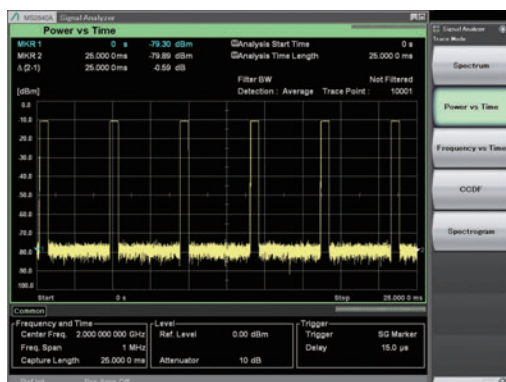 MS2840A Signal Analyzer
Power vs Time
MKR 1 0 s -79.30 dBm Analysis Start Time 0 s
MKR 2 25.000 0ms -79.89 dBm Analysis Time Length 25.000 0ms
Δ (2-1) 25.000 0ms -0.59 dB
Filter BW Not Filtered
[dBm] Detection : Average Trace Point : 10001
0.0
-10.0
-20.0
-30.0
-40.0
-50.0
-60.0
-70.0
-80.0
-90.0
-100.0
1
2
Start 0 s Stop 25.000 0 ms
Common
Frequency and Time
Center Freq. 2.000 000 000 GHz
Freq. Span 1 MHz
Capture Length 25.000 0 ms
Level
Ref. Level 0.00 dBm
Attenuator 10 dB
Trigger
Trigger SG Marker
Delay 15.0 µs
Signal Analyzer
Trace Mode
Spectrum
Power vs Time
Frequency vs Time
CCDF
Spectrogram